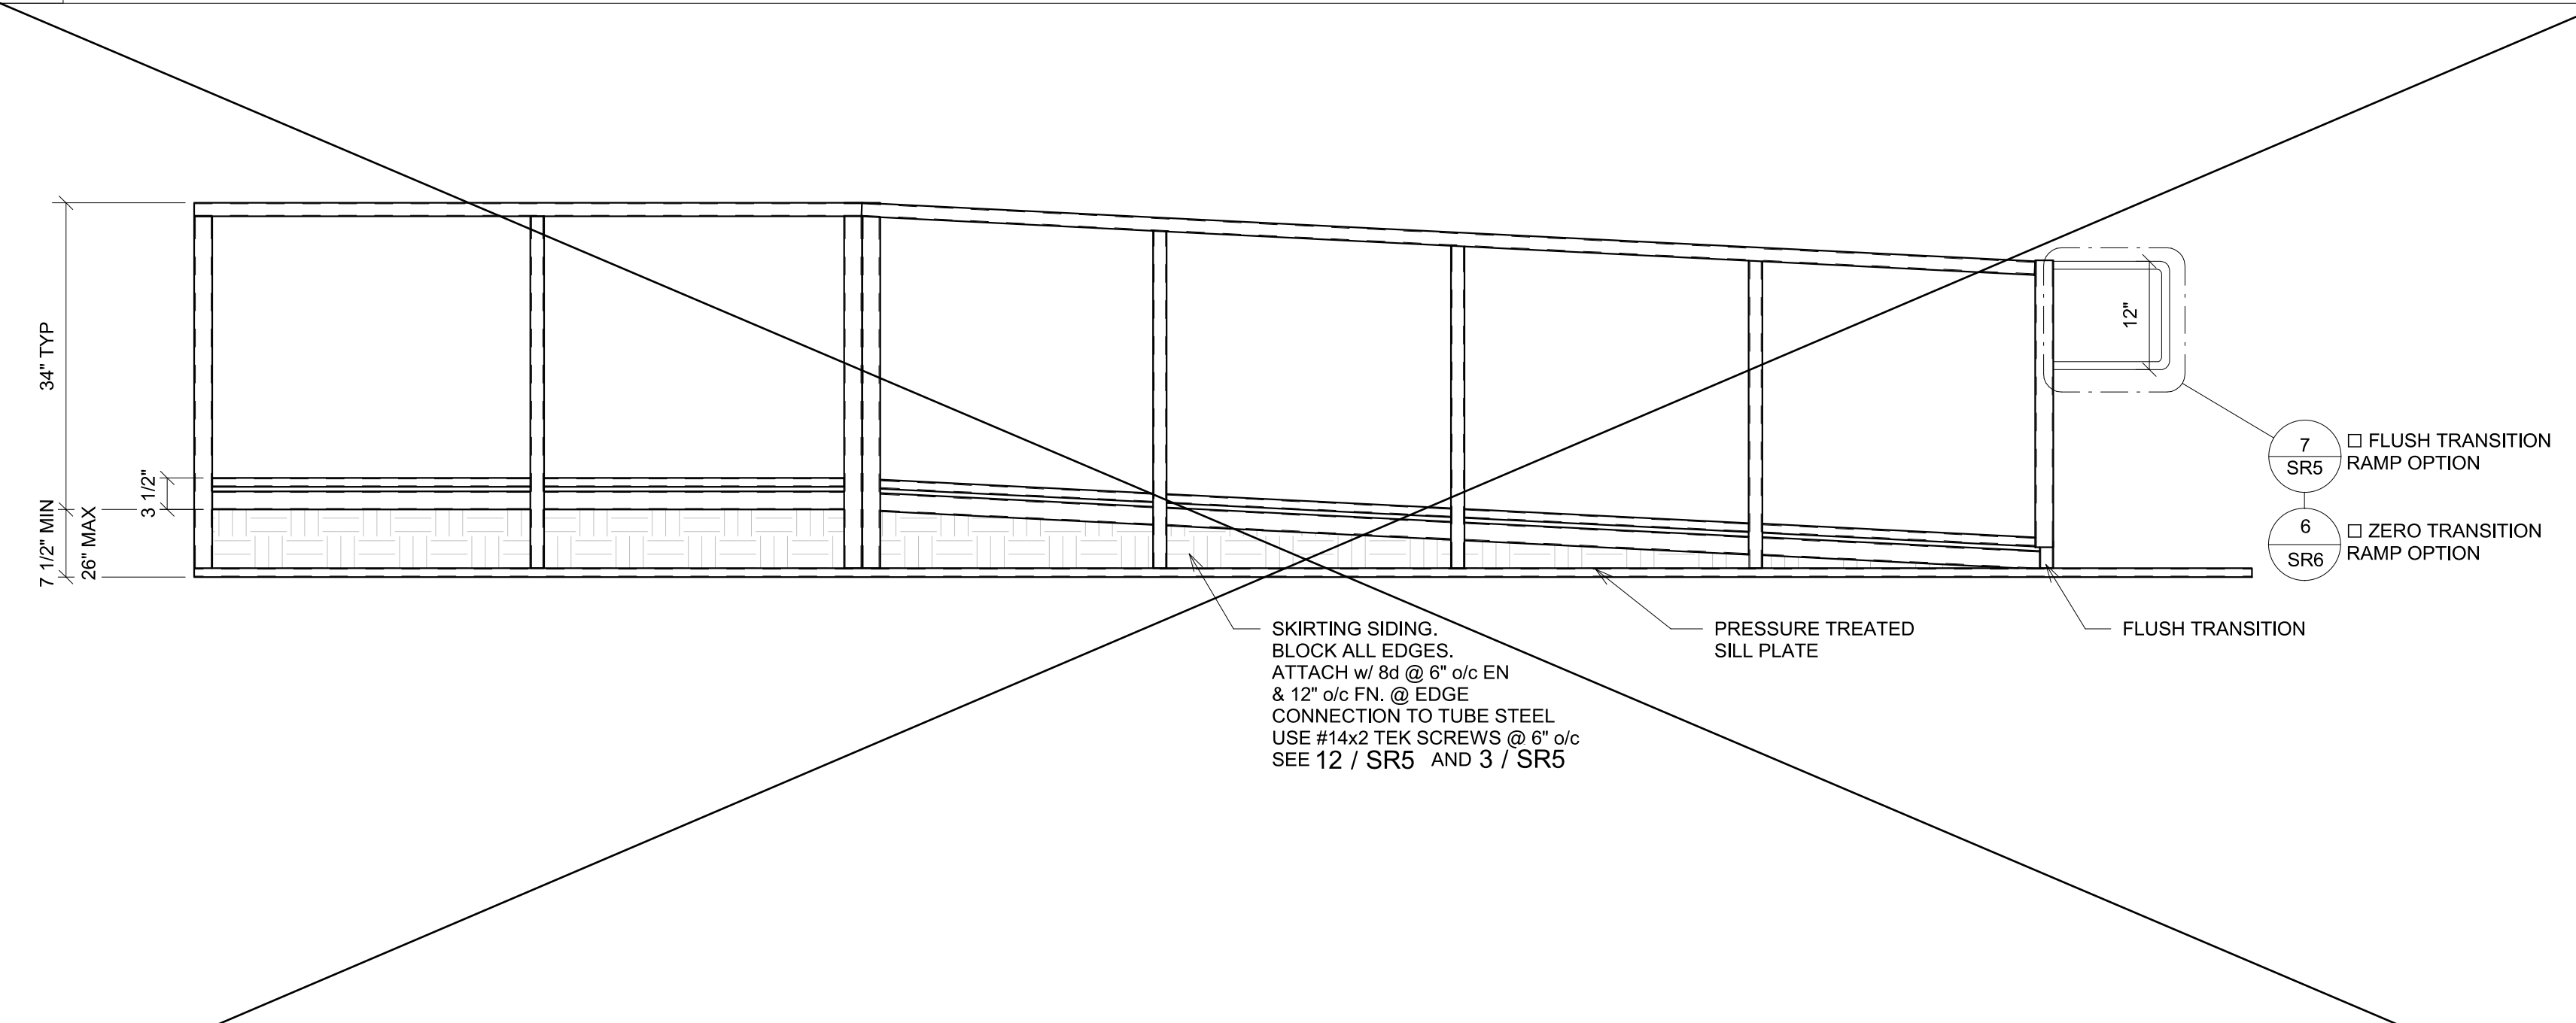 34" TYP
3 1/2"
7 1/2" MIN
26" MAX
12"
7
SR5
□ FLUSH TRANSITION
RAMP OPTION
6
SR6
□ ZERO TRANSITION
RAMP OPTION
SKIRTING SIDING.
BLOCK ALL EDGES.
ATTACH w/ 8d @ 6" o/c EN
& 12" o/c FN. @ EDGE
CONNECTION TO TUBE STEEL
USE #14x2 TEK SCREWS @ 6" o/c
SEE 12 / SR5 AND 3 / SR5
PRESSURE TREATED
SILL PLATE
FLUSH TRANSITION